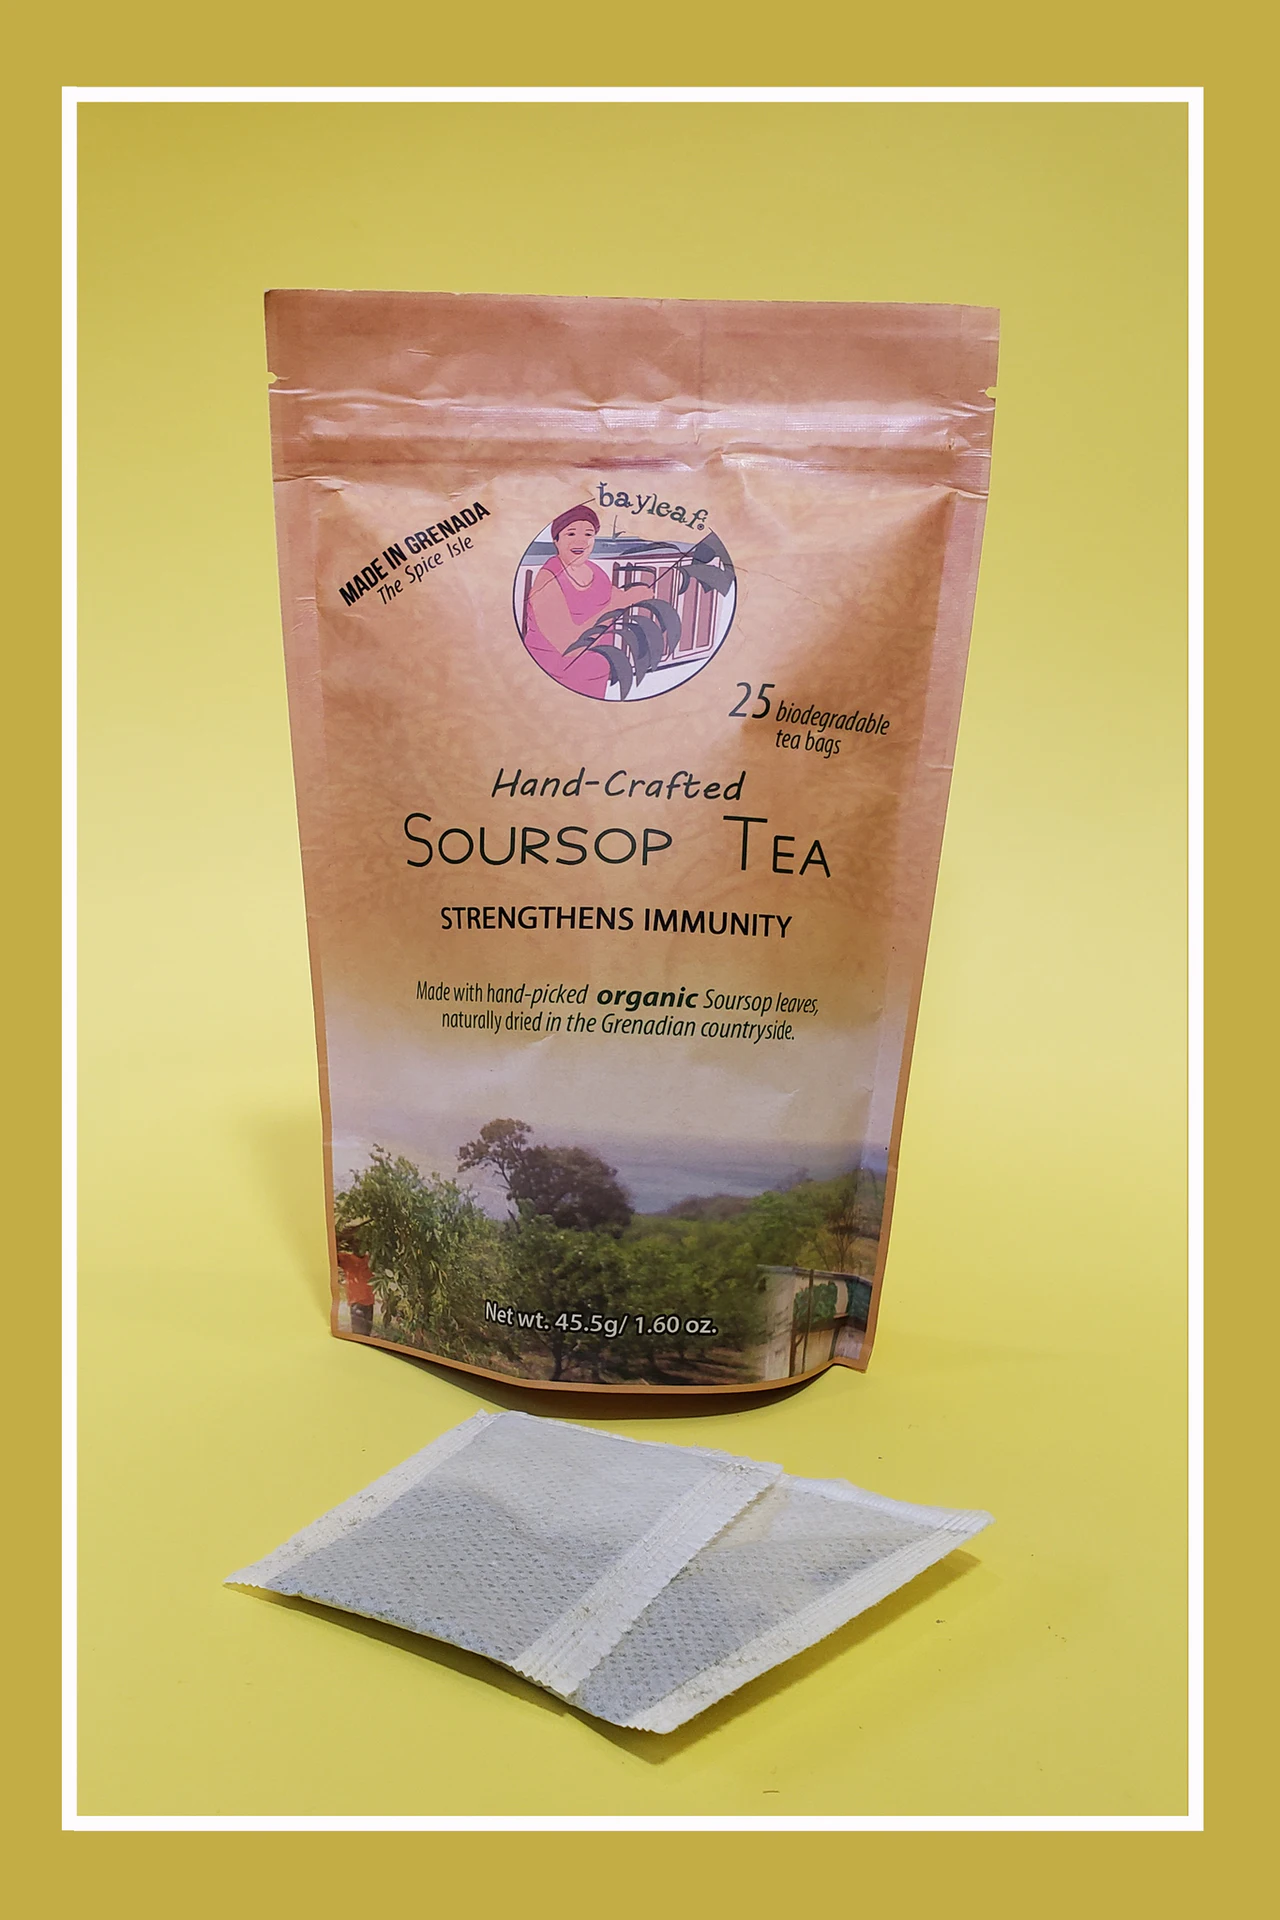 bayleaf®
MADE IN GRENADA
The Spice Isle
25 biodegradable
tea bags
Hand-Crafted
SOURSOP TEA
STRENGTHENS IMMUNITY
Made with hand-picked organic Soursop leaves,
naturally dried in the Grenadian countryside.
Net wt. 45.5g/ 1.60 oz.